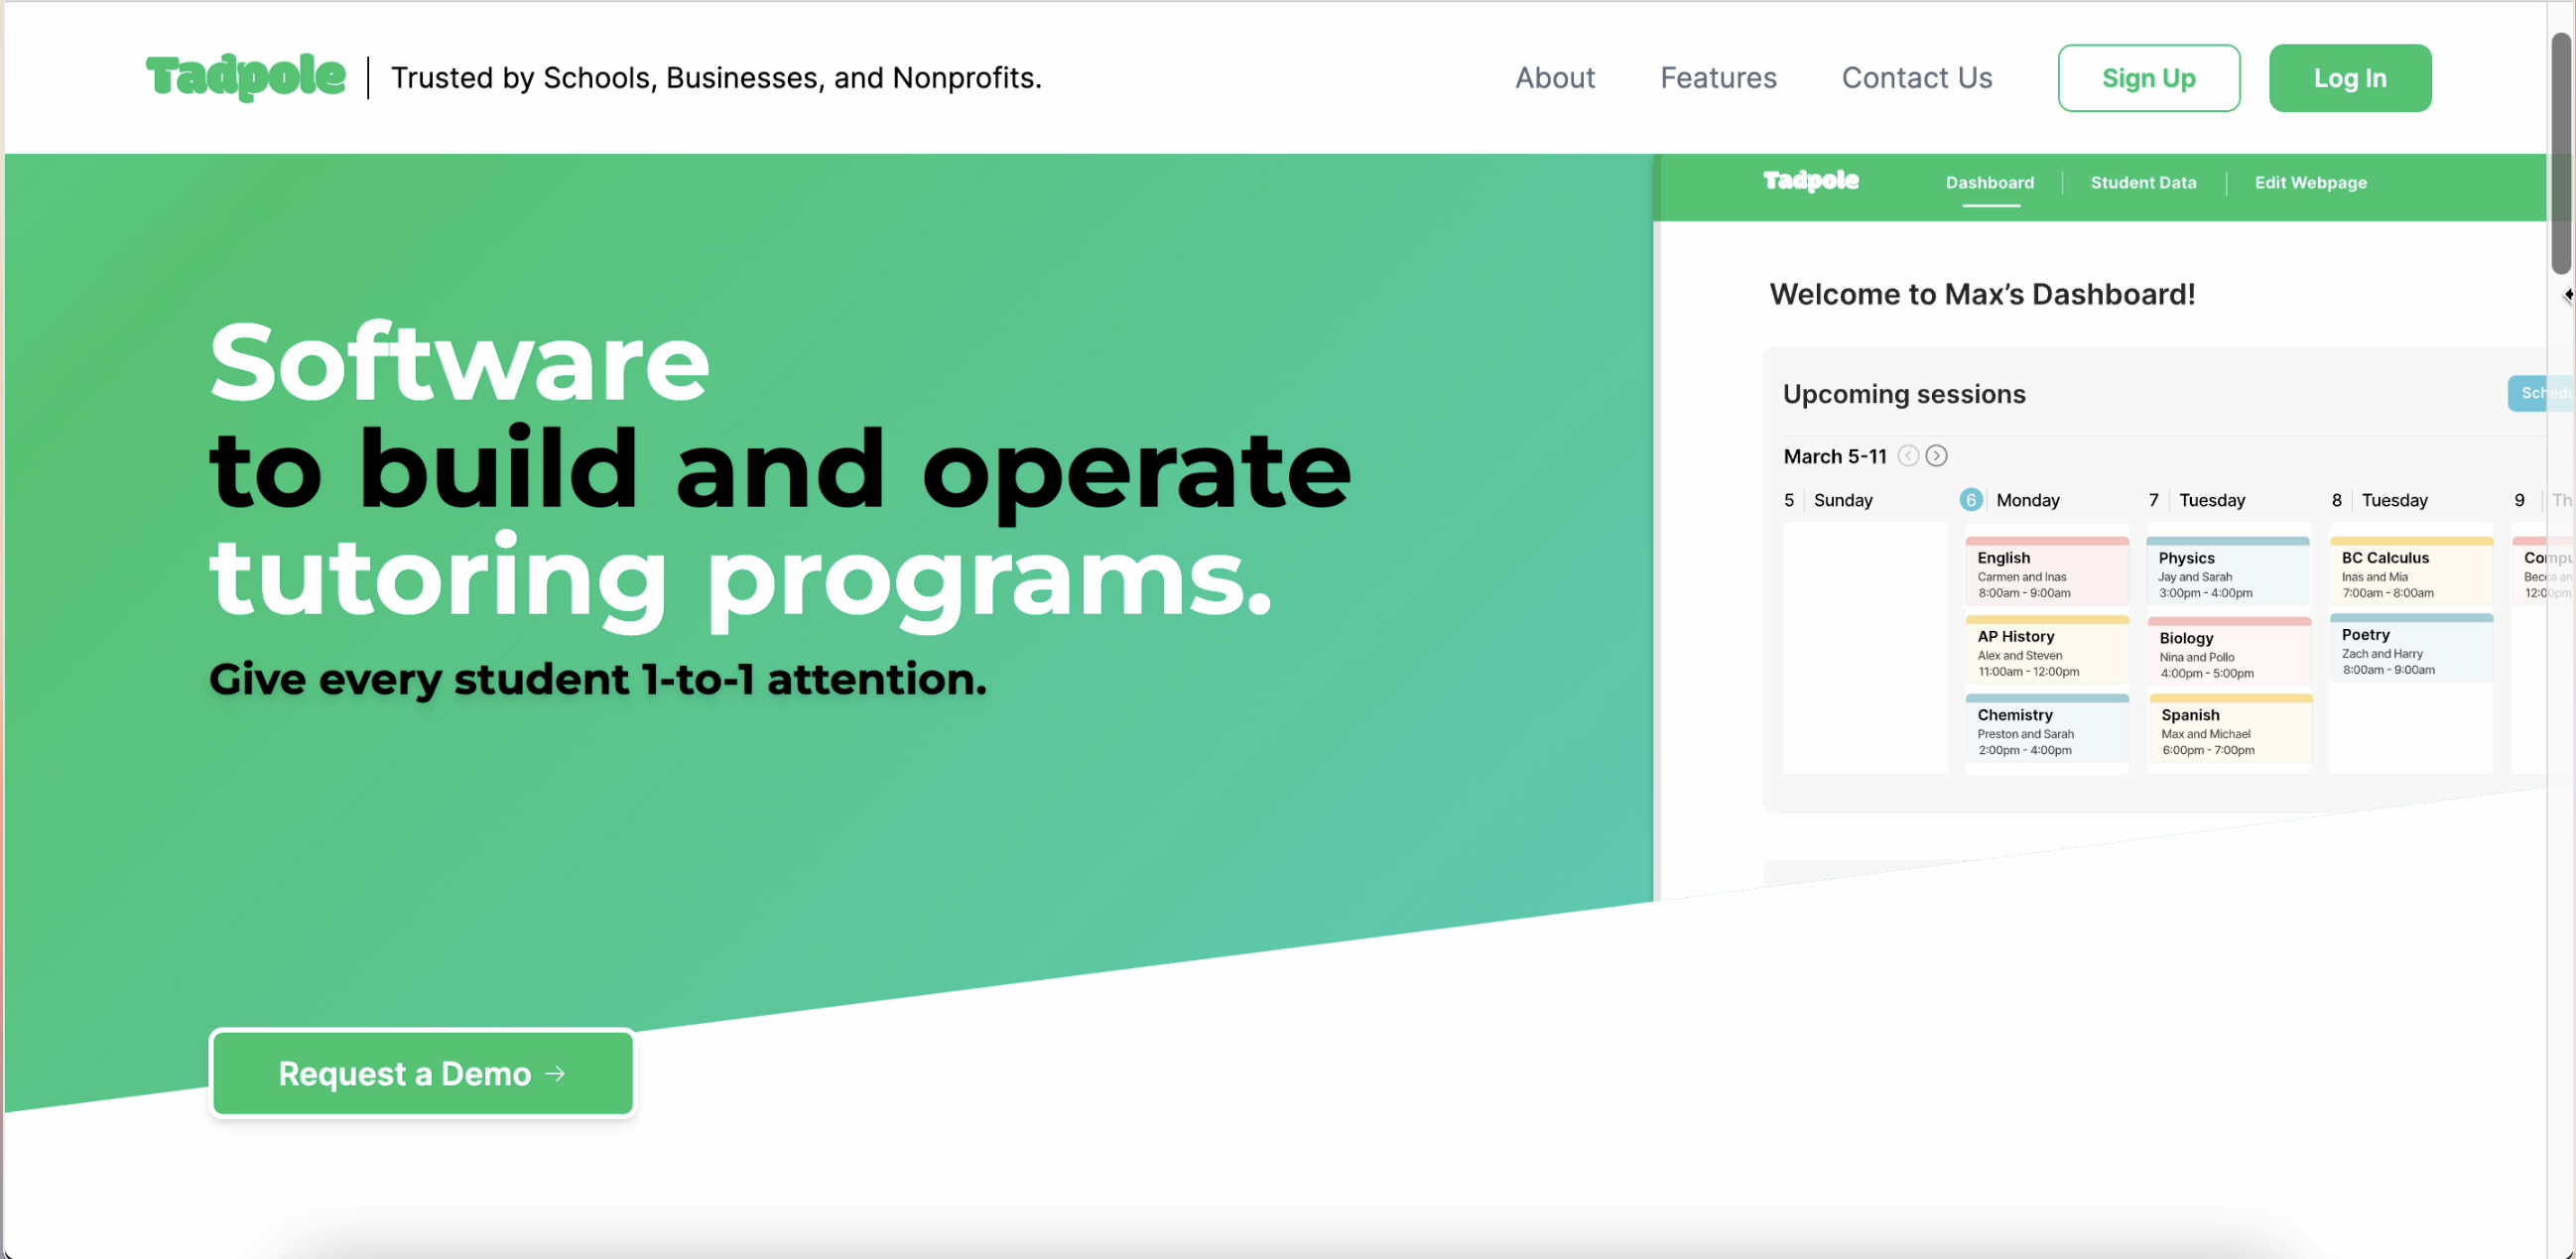 Tadpole
Trusted by Schools, Businesses, and Nonprofits.
About
Features
Contact Us
Sign Up
Log In
Software
to build and operate
tutoring programs.
Give every student 1-to-1 attention.
Request a Demo →
Tadpole
Dashboard
Student Data
Edit Webpage
Welcome to Max’s Dashboard!
Upcoming sessions
March 5-11
5 Sunday
6 Monday
English
Carmen and Inas
8:00am - 9:00am
AP History
Alex and Steven
11:00am - 12:00pm
Chemistry
Preston and Sarah
2:00pm - 4:00pm
7 Tuesday
Physics
Jay and Sarah
3:00pm - 4:00pm
Biology
Nina and Pollo
4:00pm - 5:00pm
Spanish
Max and Michael
6:00pm - 7:00pm
8 Tuesday
BC Calculus
Inas and Mia
7:00am - 8:00am
Poetry
Zach and Harry
8:00am - 9:00am
9 Th
12:00pm